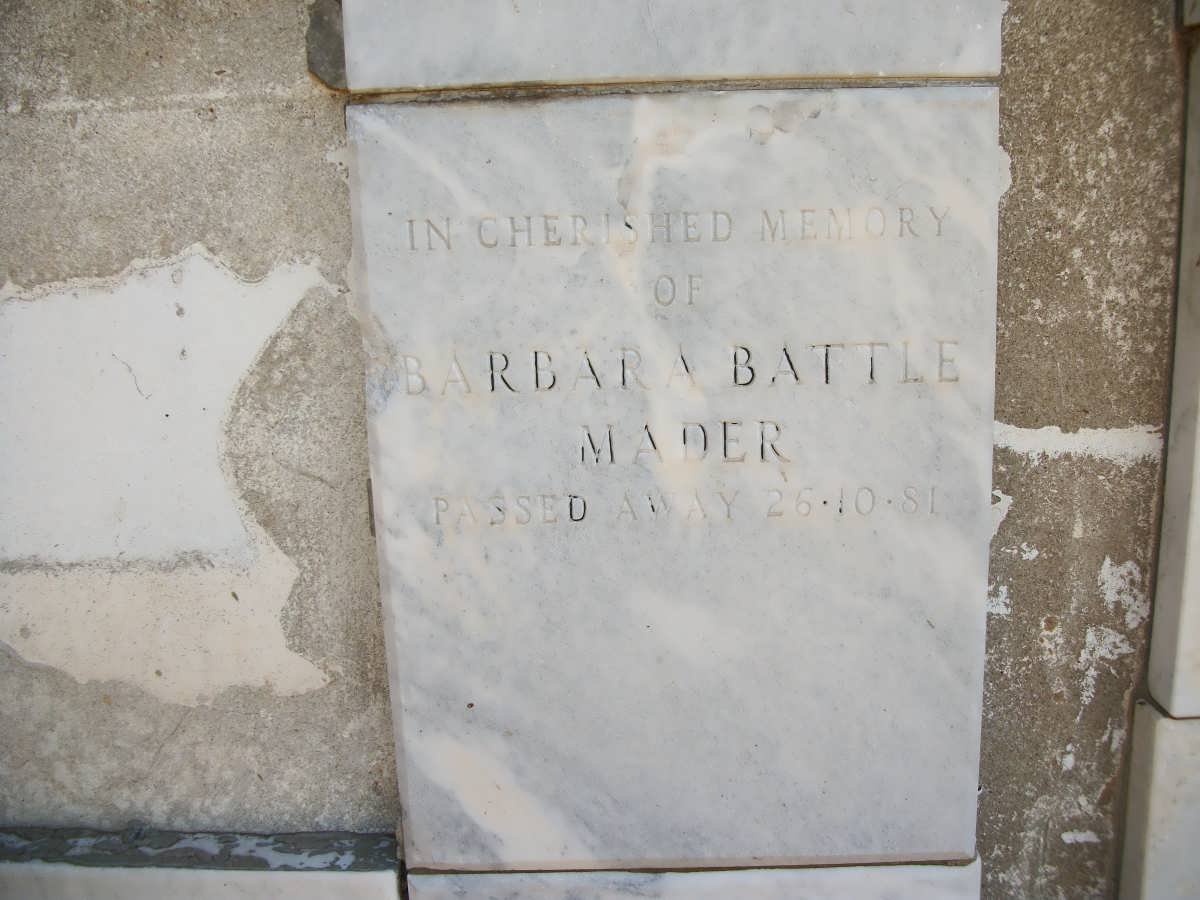 IN CHERISHED MEMORY
OF
BARBARA BATTLE
MADER
PASSED AWAY 26·10·81